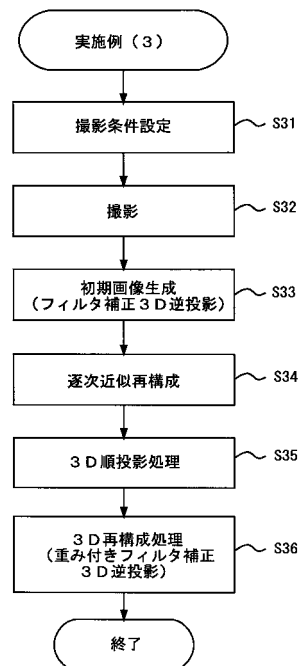 実施例（3）
撮影条件設定
S31
撮影
S32
初期画像生成
（フィルタ補正3D逆投影）
S33
逐次近似再構成
S34
3D順投影処理
S35
3D再構成処理
（重み付きフィルタ補正
3D逆投影）
S36
終了